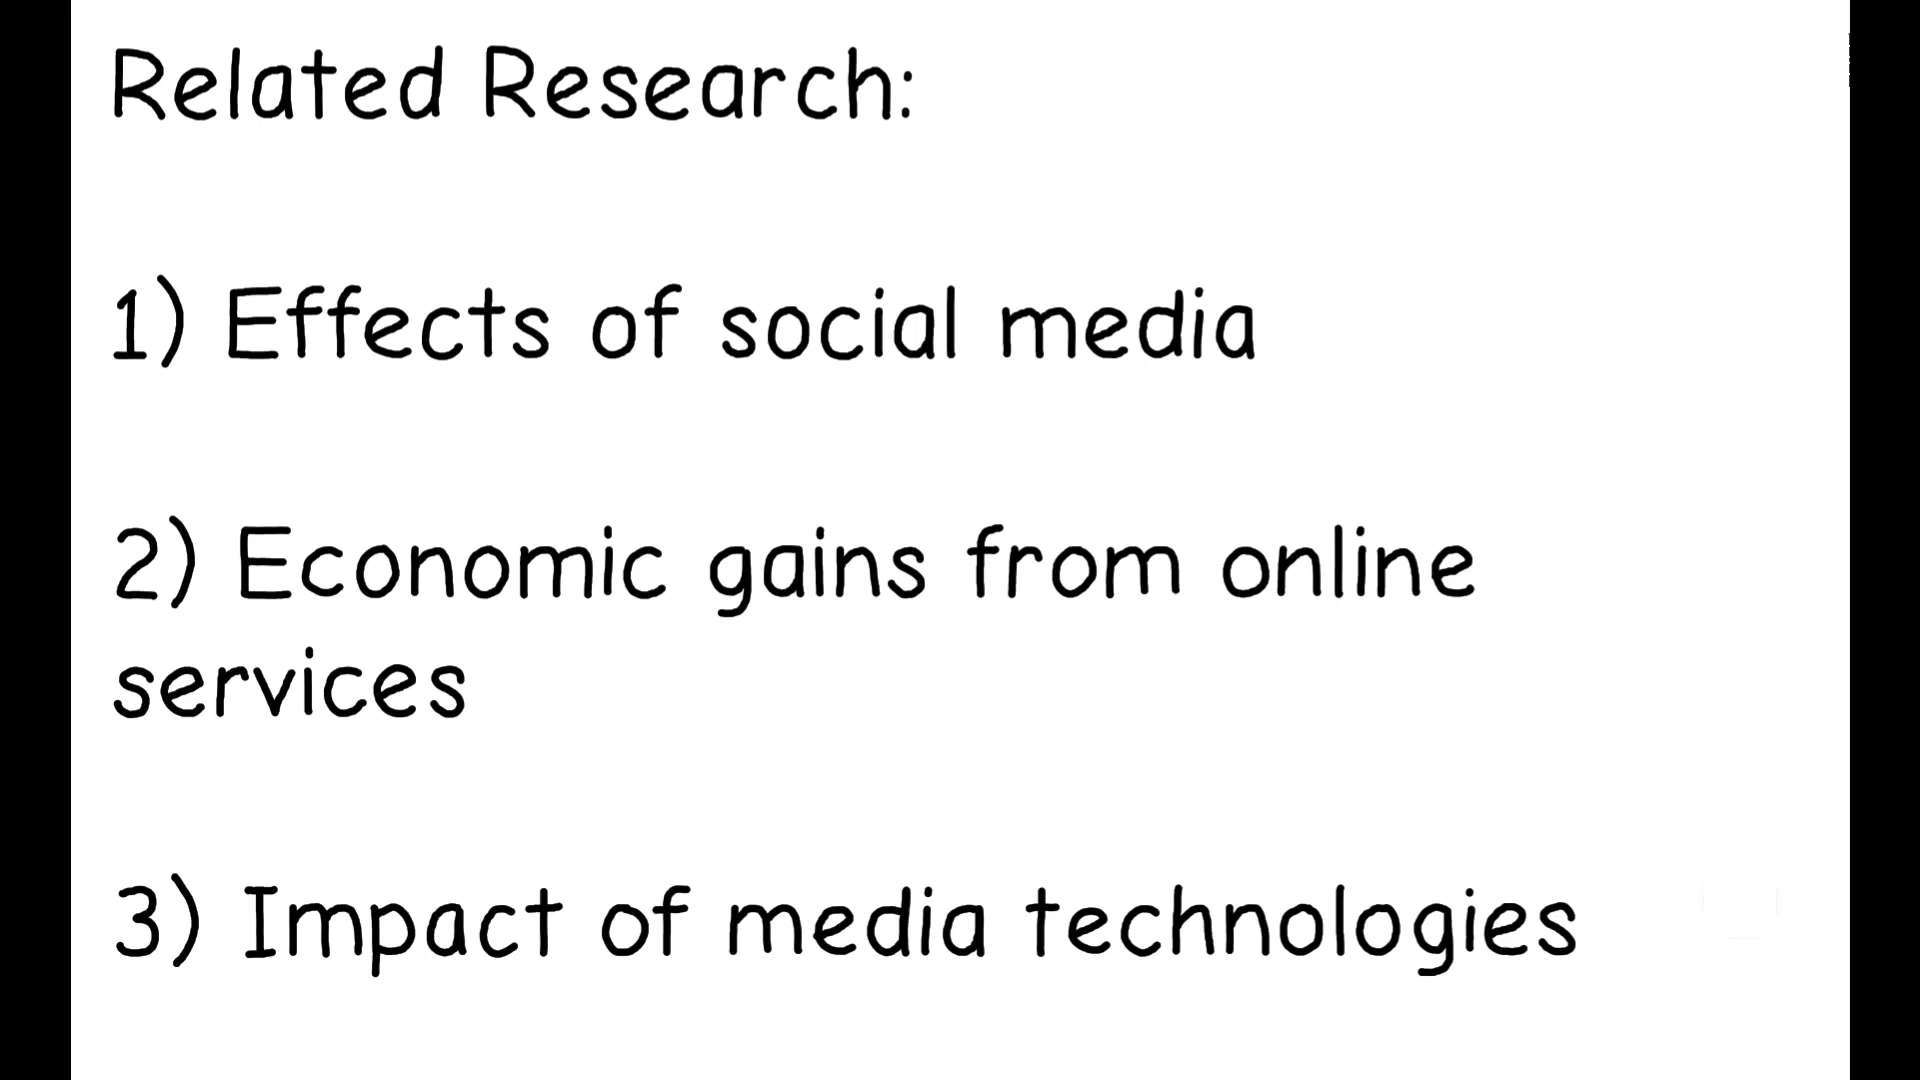 Related Research:
1) Effects of social media
2) Economic gains from online
services
3) Impact of media technologies